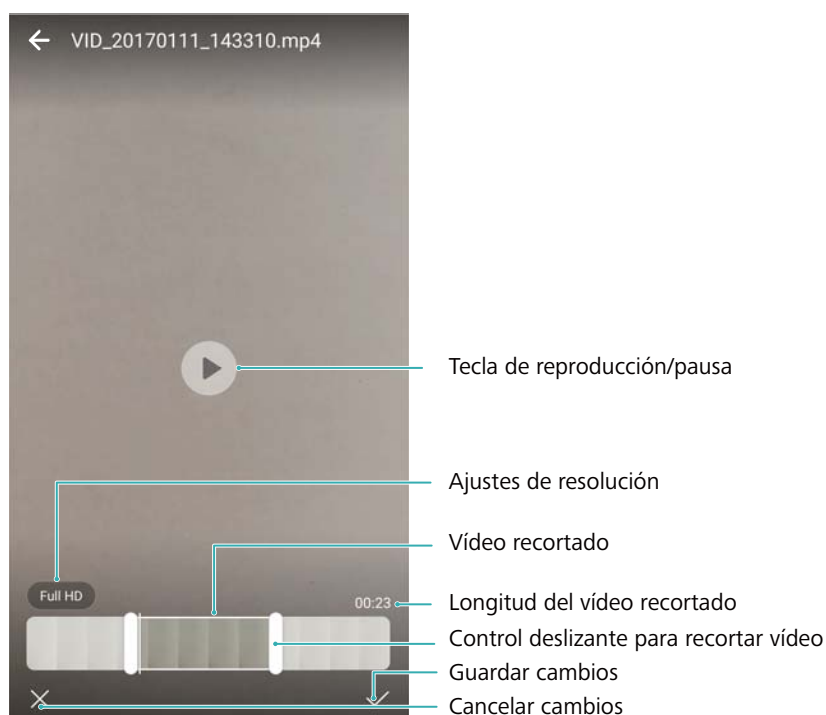 VID_20170111_143310.mp4
Tecla de reproducción/pausa
Ajustes de resolución
Vídeo recortado
Full HD
00:23
Longitud del vídeo recortado
Control deslizante para recortar vídeo
Guardar cambios
Cancelar cambios